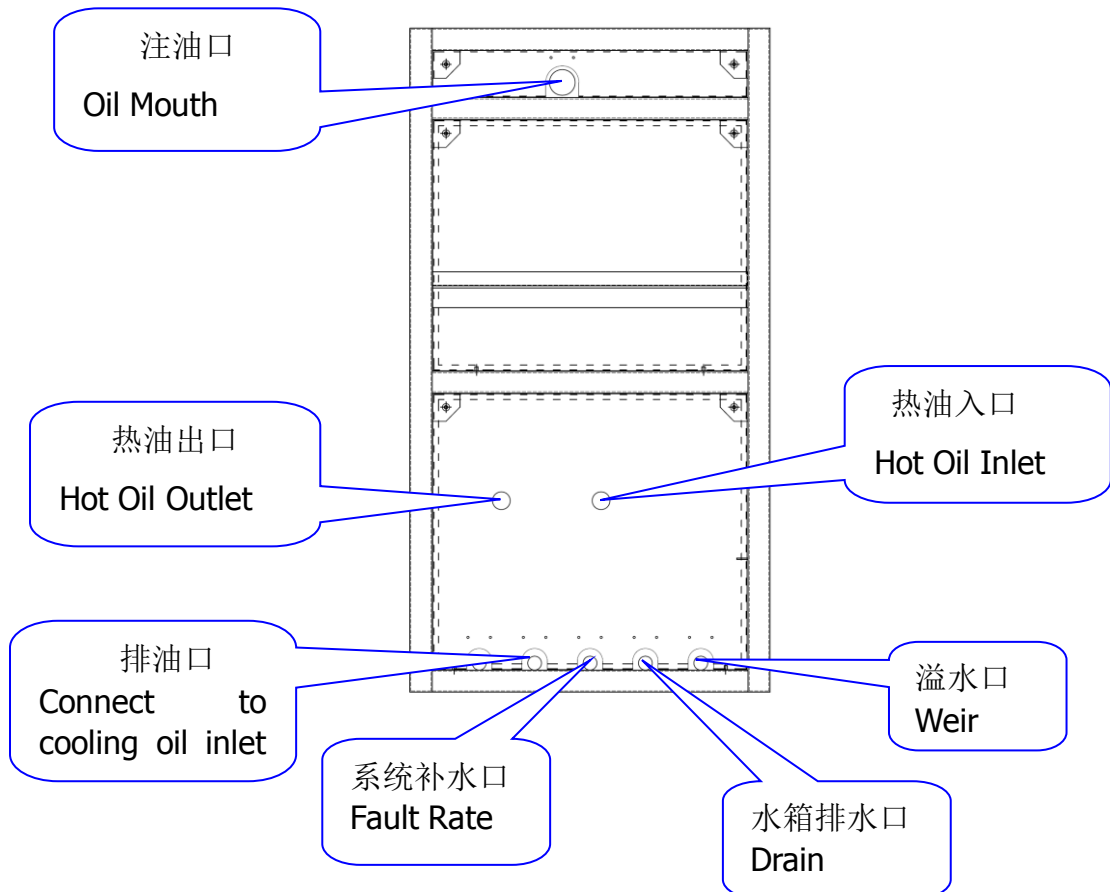 注油口
Oil Mouth
热油出口
Hot Oil Outlet
热油入口
Hot Oil Inlet
排油口
Connect to
cooling oil inlet
系统补水口
Fault Rate
水箱排水口
Drain
溢水口
Weir